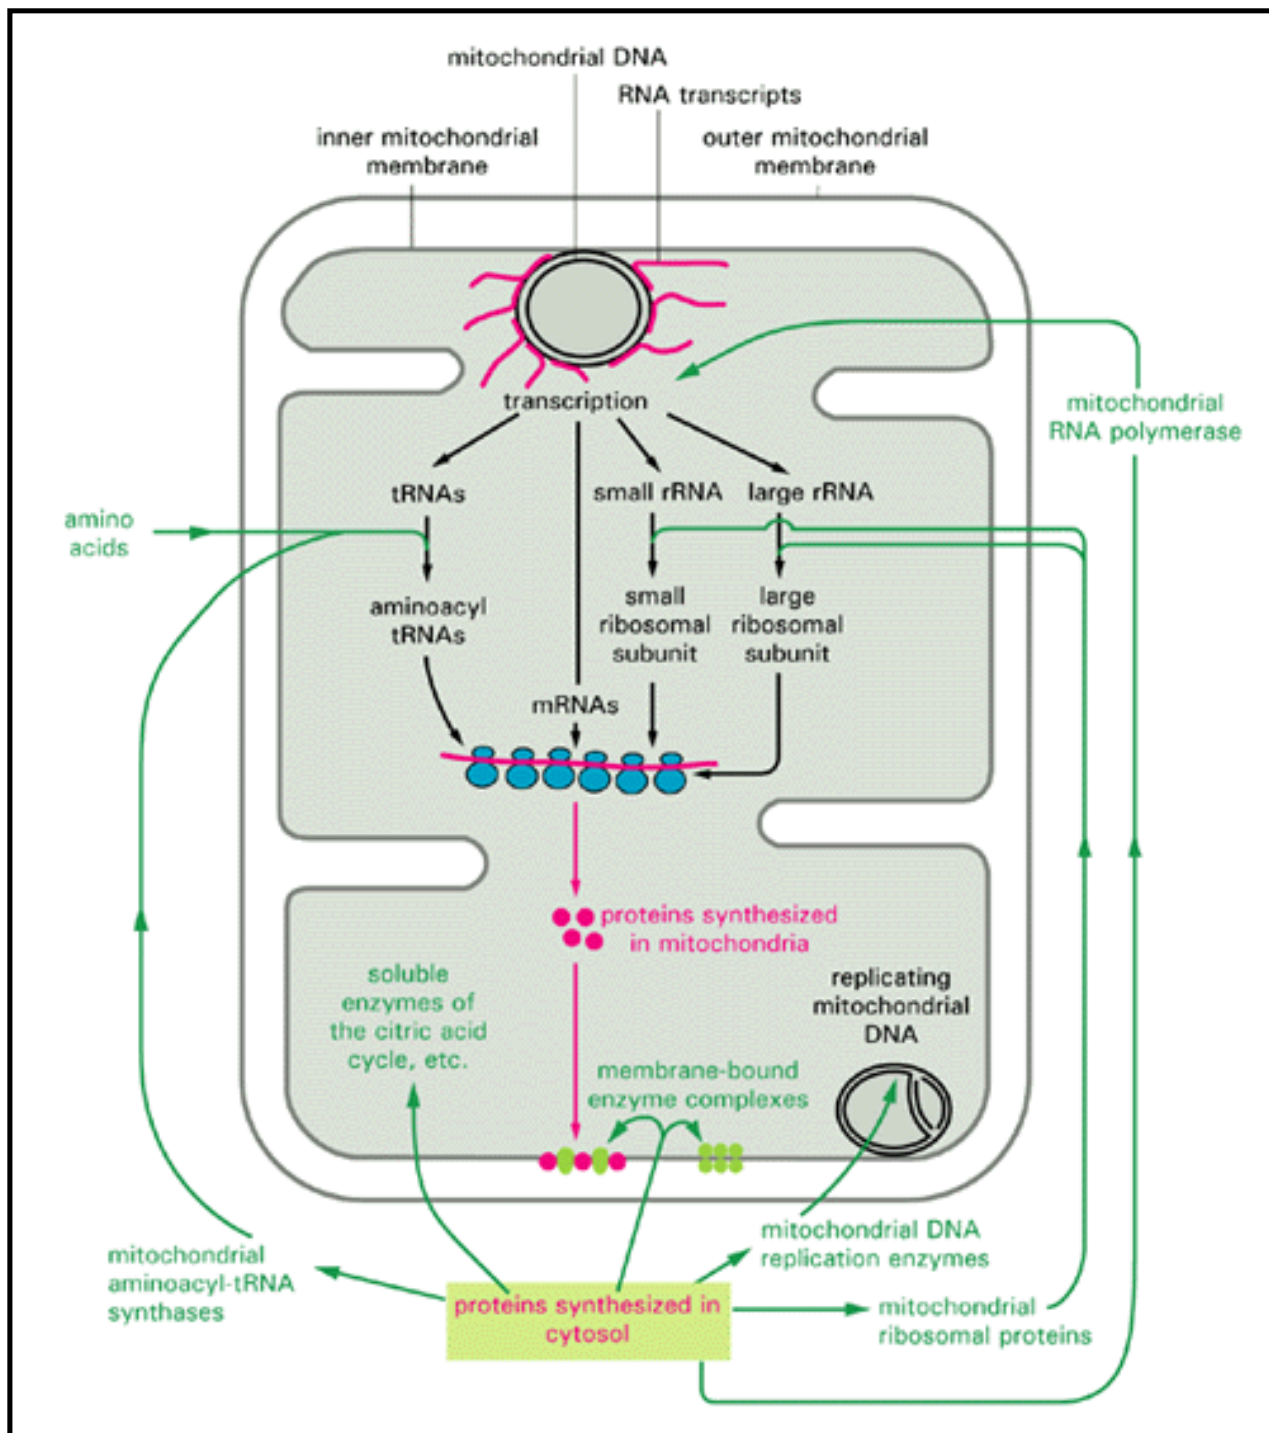 mitochondrial DNA
RNA transcripts
inner mitochondrial
membrane
outer mitochondrial
membrane
transcription
mitochondrial
RNA polymerase
tRNAs
small rRNA
large rRNA
amino
acids
aminoacyl
tRNAs
small
ribosomal
subunit
large
ribosomal
subunit
mRNAs
proteins synthesized
in mitochondria
soluble
enzymes of
the citric acid
cycle, etc.
replicating
mitochondrial
DNA
membrane-bound
enzyme complexes
mitochondrial
aminoacyl-tRNA
synthases
mitochondrial DNA
replication enzymes
proteins synthesized in
cytosol
mitochondrial
ribosomal proteins